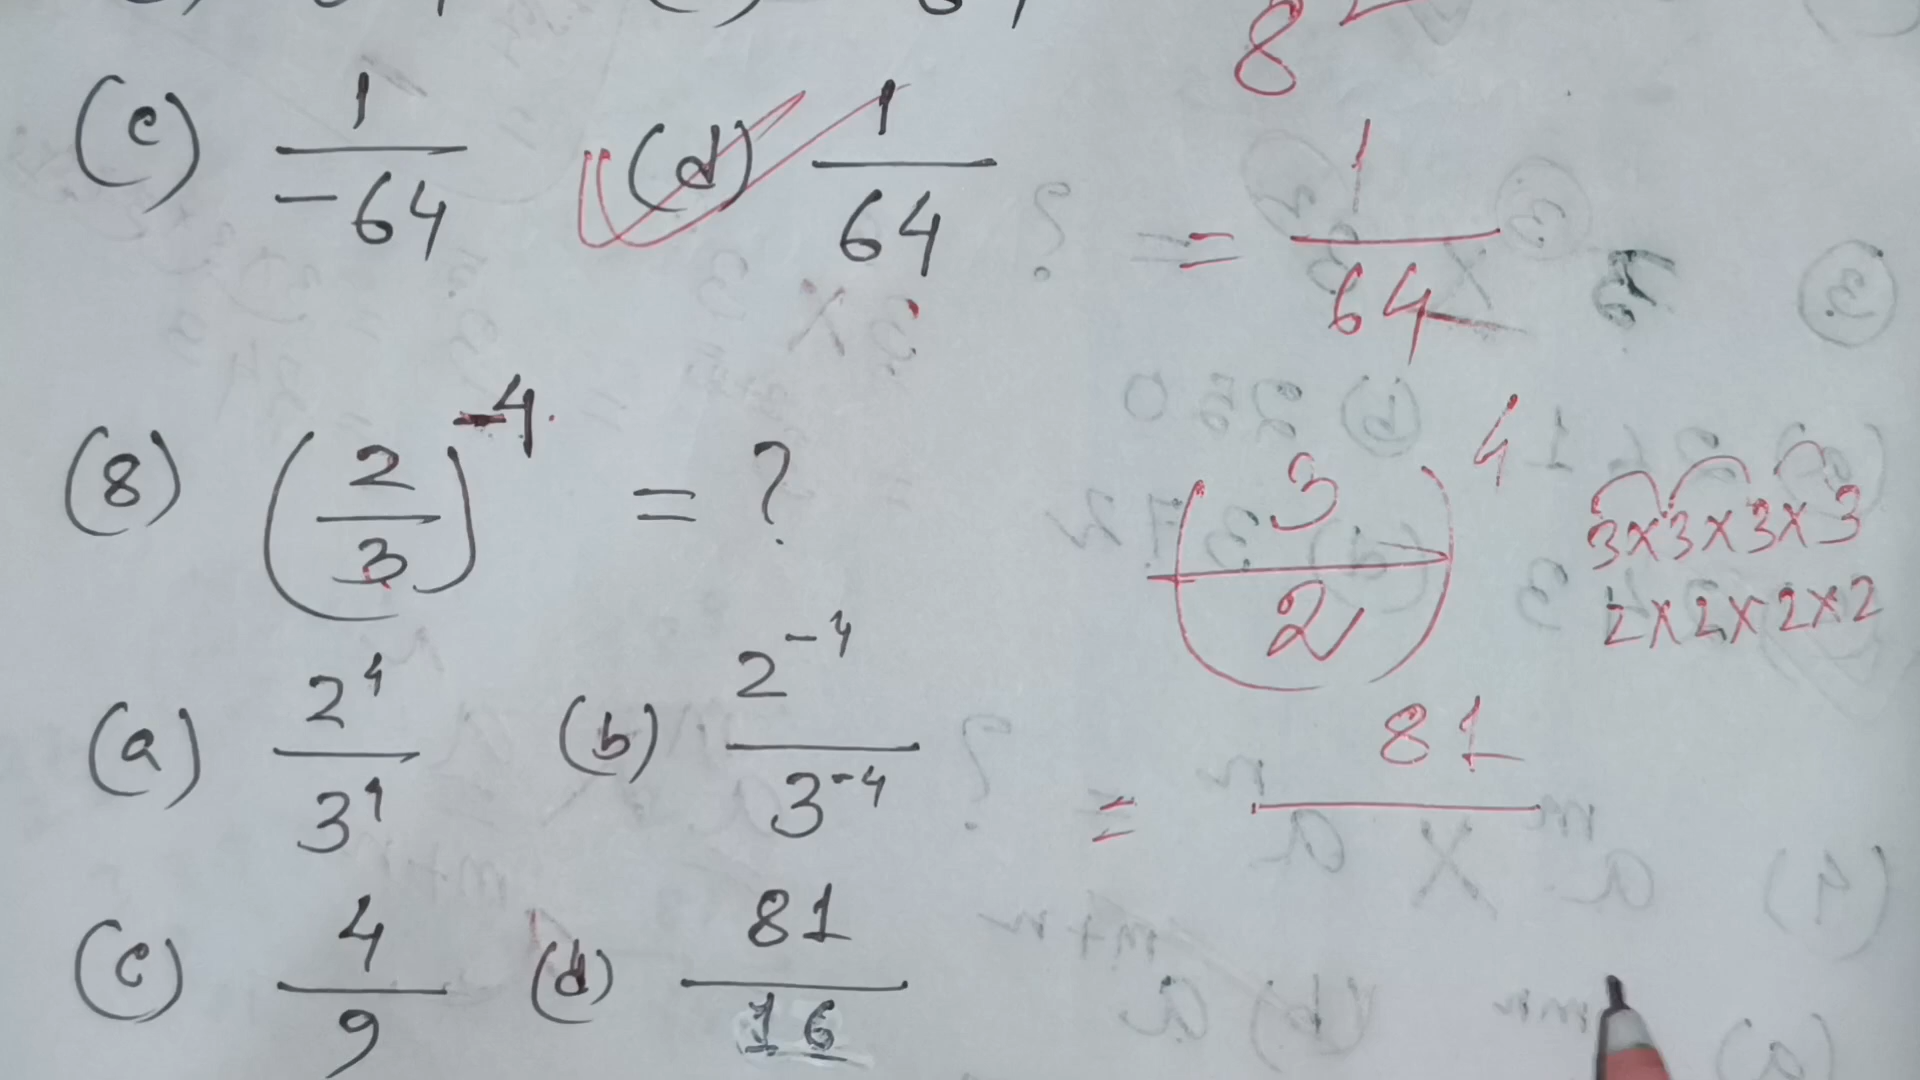 8²
(c) 1/-64 (d) 1/64
= 1/64
(8) (2/3)^-4 = ?
(3/2)^4 3×3×3×3
2×2×2×2
(a) 2^4/3^4 (b) 2^-4/3^-4
= 81/
(c) 4/9 (d) 81/16